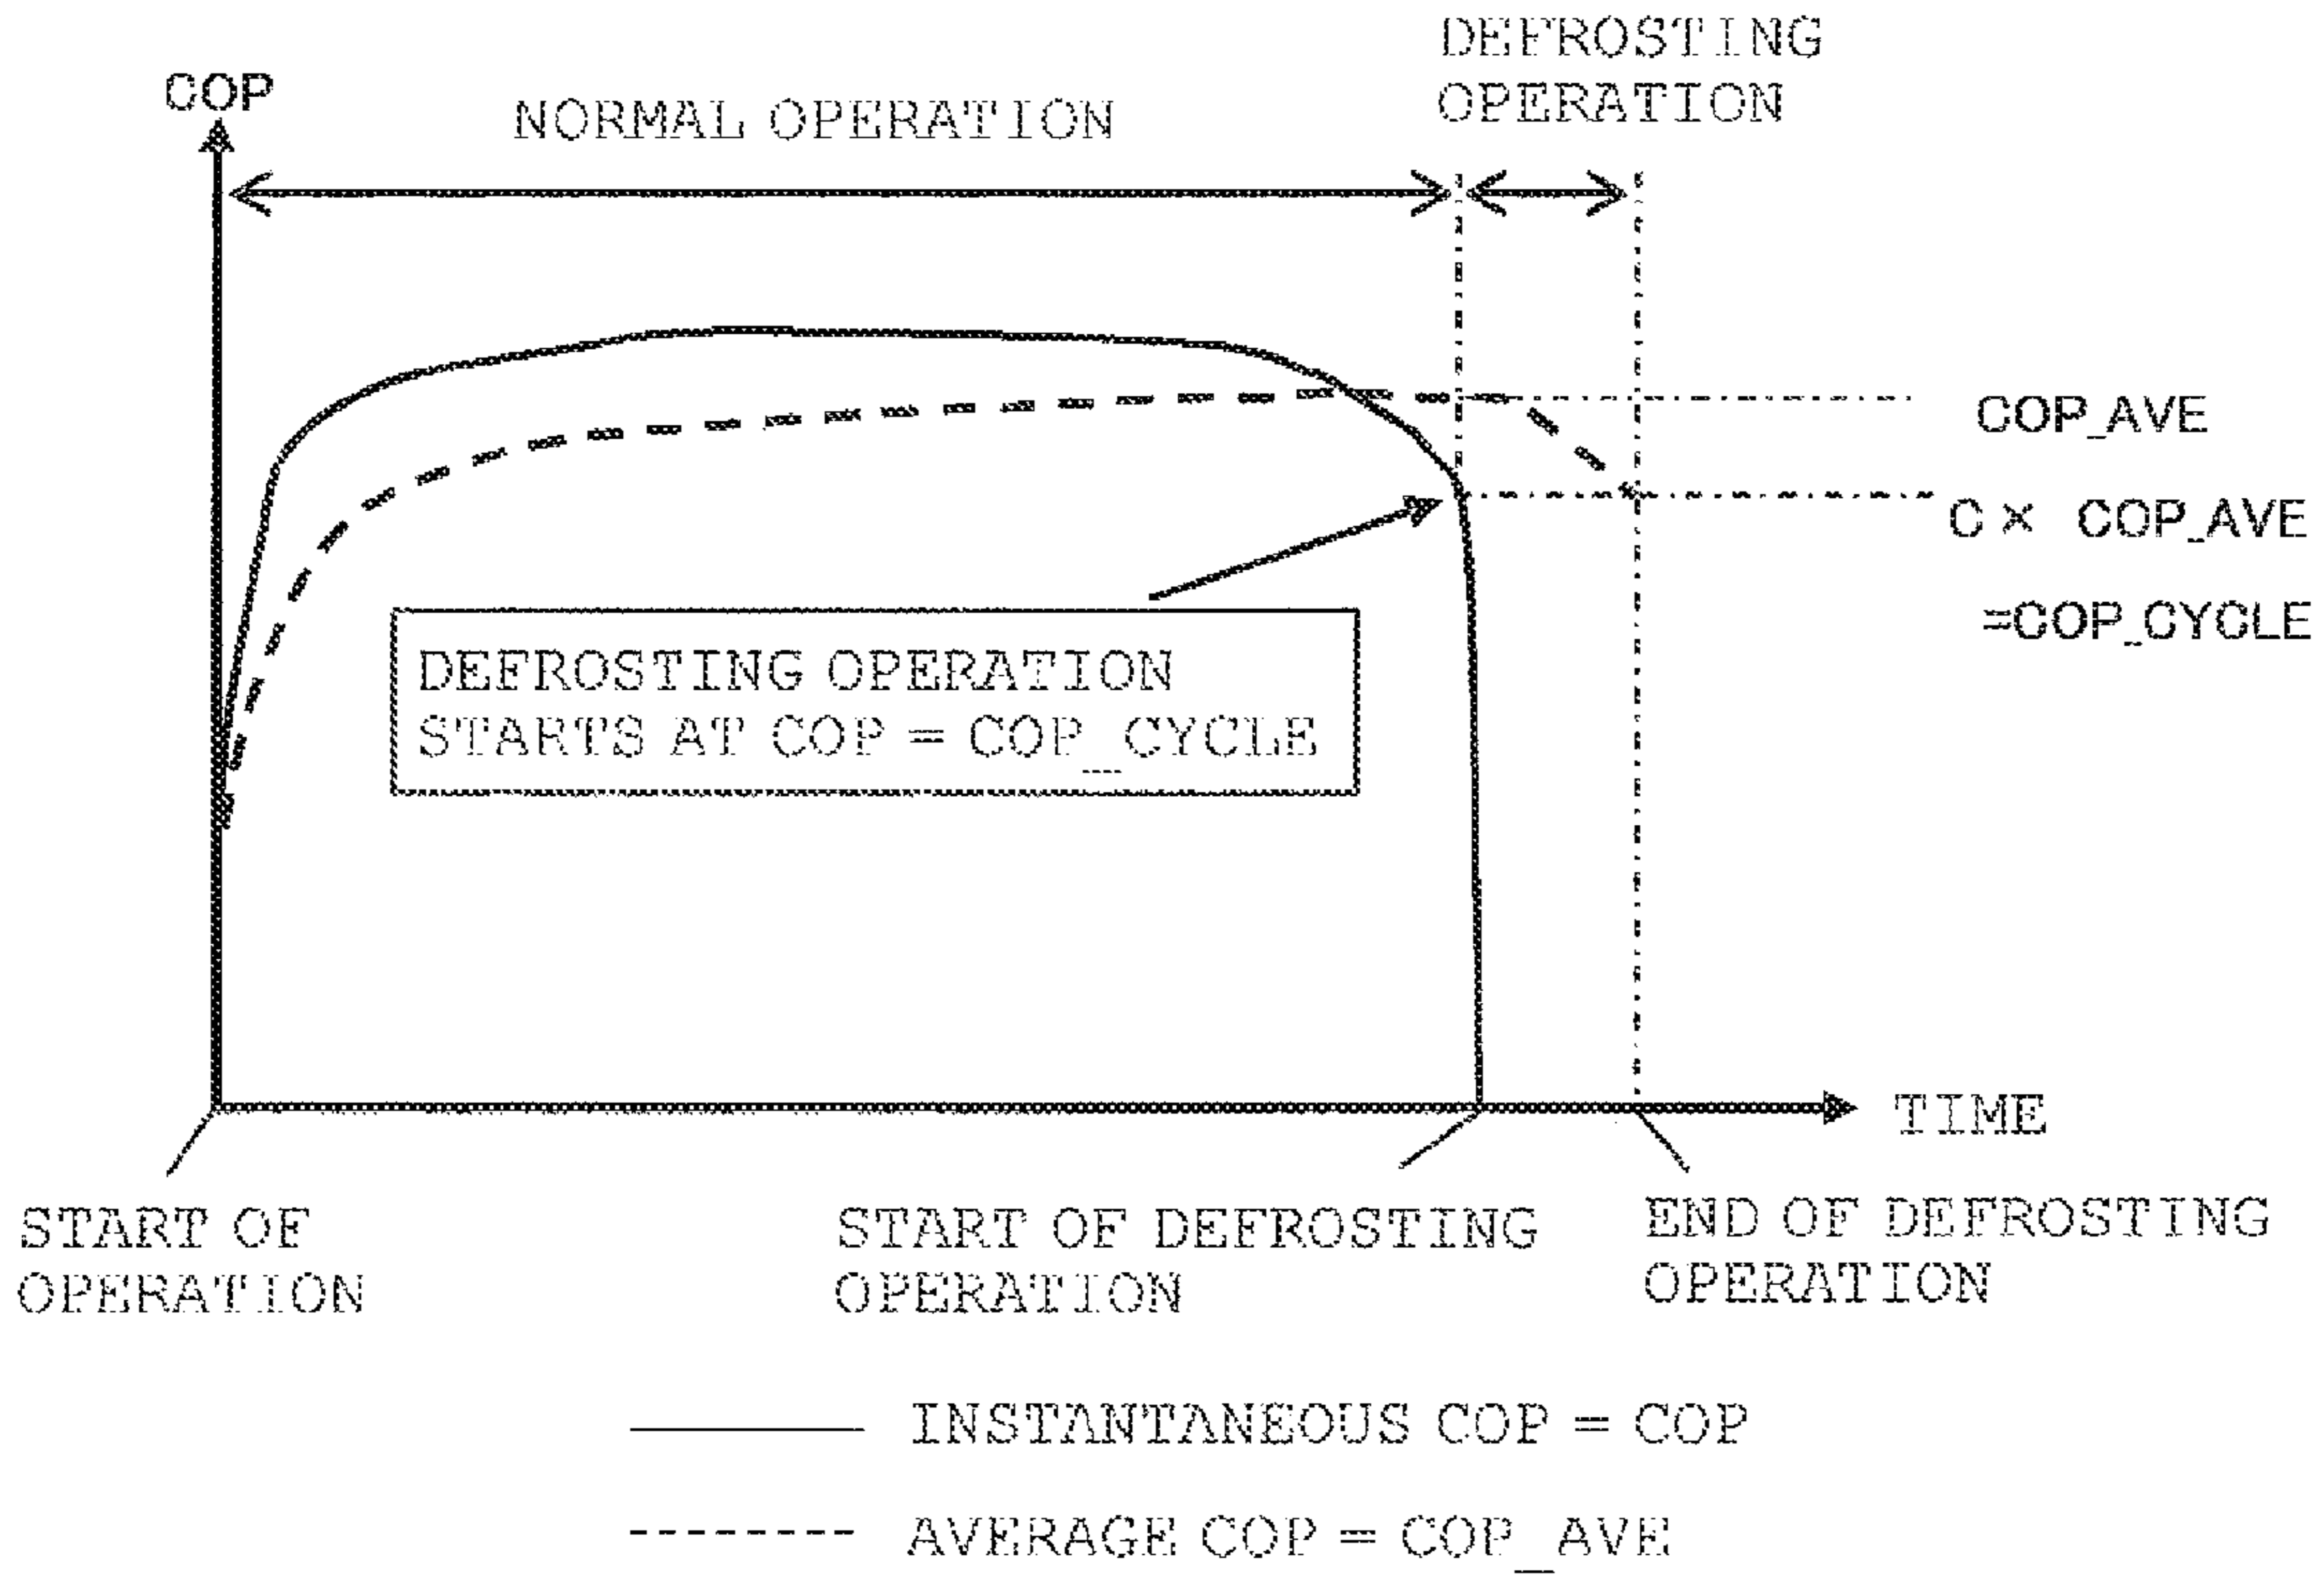 DEFROSTING
OPERATION
COP
NORMAL OPERATION
COP_AVE
C × COP_AVE
=COP_CYCLE
DEFROSTING OPERATION
STARTS AT COP = COP_CYCLE
TIME
START OF
OPERATION
START OF DEFROSTING
OPERATION
END OF DEFROSTING
OPERATION
INSTANTANEOUS COP = COP
AVERAGE COP = COP_AVE